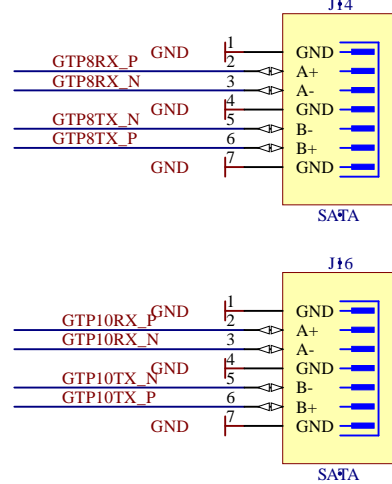 J14
GND 1 GND
GTP8RX_P 2 A+
GTP8RX_N 3 A-
GND 4 GND
GTP8TX_N 5 B-
GTP8TX_P 6 B+
GND 7 GND
SATA
J16
GND 1 GND
GTP10RX_P 2 A+
GTP10RX_N 3 A-
GND 4 GND
GTP10TX_N 5 B-
GTP10TX_P 6 B+
GND 7 GND
SATA